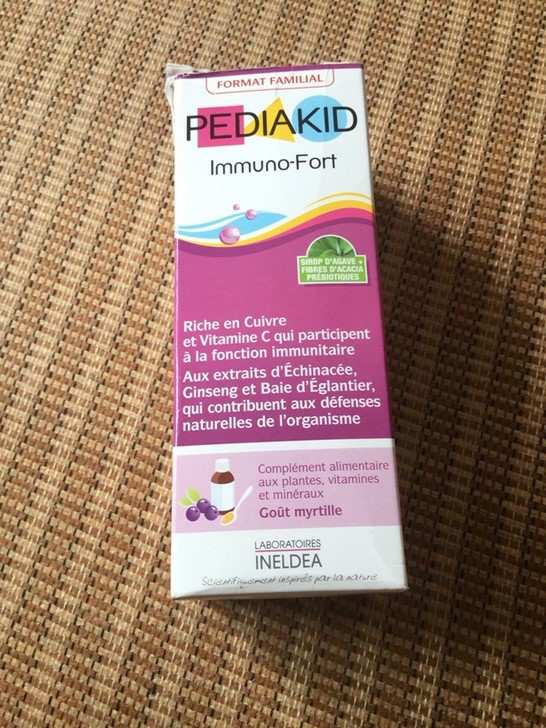 FORMAT FAMILIAL
PEDIAKID
Immuno-Fort
SIROP D'AGAVE +
FIBRES D'ACACIA
PRÉBIOTIQUES
Riche en Cuivre
et Vitamine C qui participent
à la fonction immunitaire
Aux extraits d'Échinacée,
Ginseng et Baie d'Églantier,
qui contribuent aux défenses
naturelles de l'organisme
Complément alimentaire
aux plantes, vitamines
et minéraux
Goût myrtille
LABORATOIRES
INELDEA
Scientifiquement inspirés par la nature